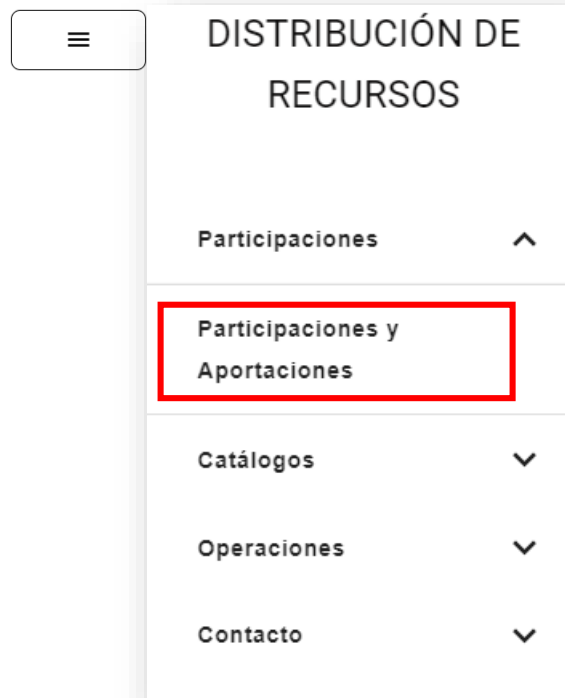 DISTRIBUCIÓN DE
RECURSOS
Participaciones
Participaciones y
Aportaciones
Catálogos
Operaciones
Contacto